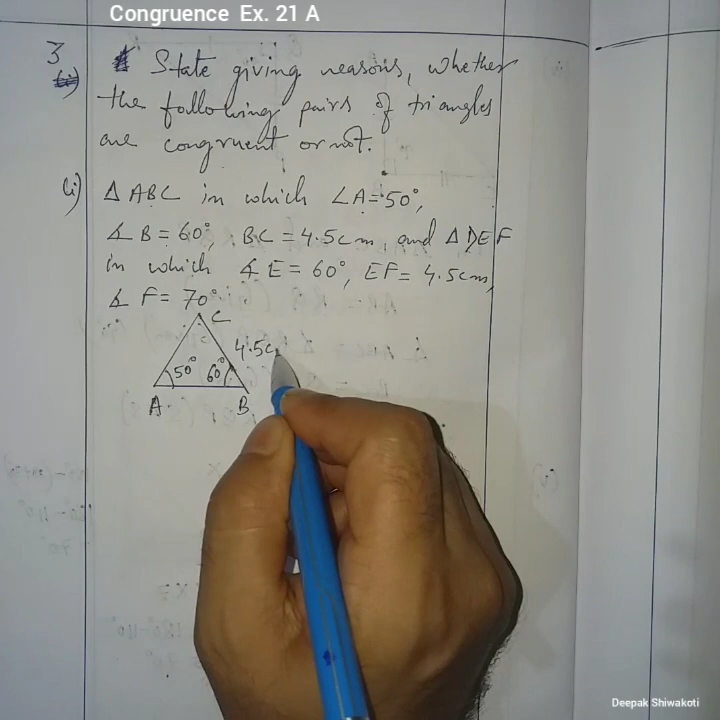 Congruence Ex. 21 A
3
State giving reasons, whether
the following pairs of triangles
are congruent or not.
(i) Δ ABC in which ∠A=50°,
∡ B=60°, BC=4.5cm, and Δ DEF
in which ∡ E=60°, EF=4.5cm,
∡ F=70°
C
4.5c
50° 60°
A B
Deepak Shiwakoti